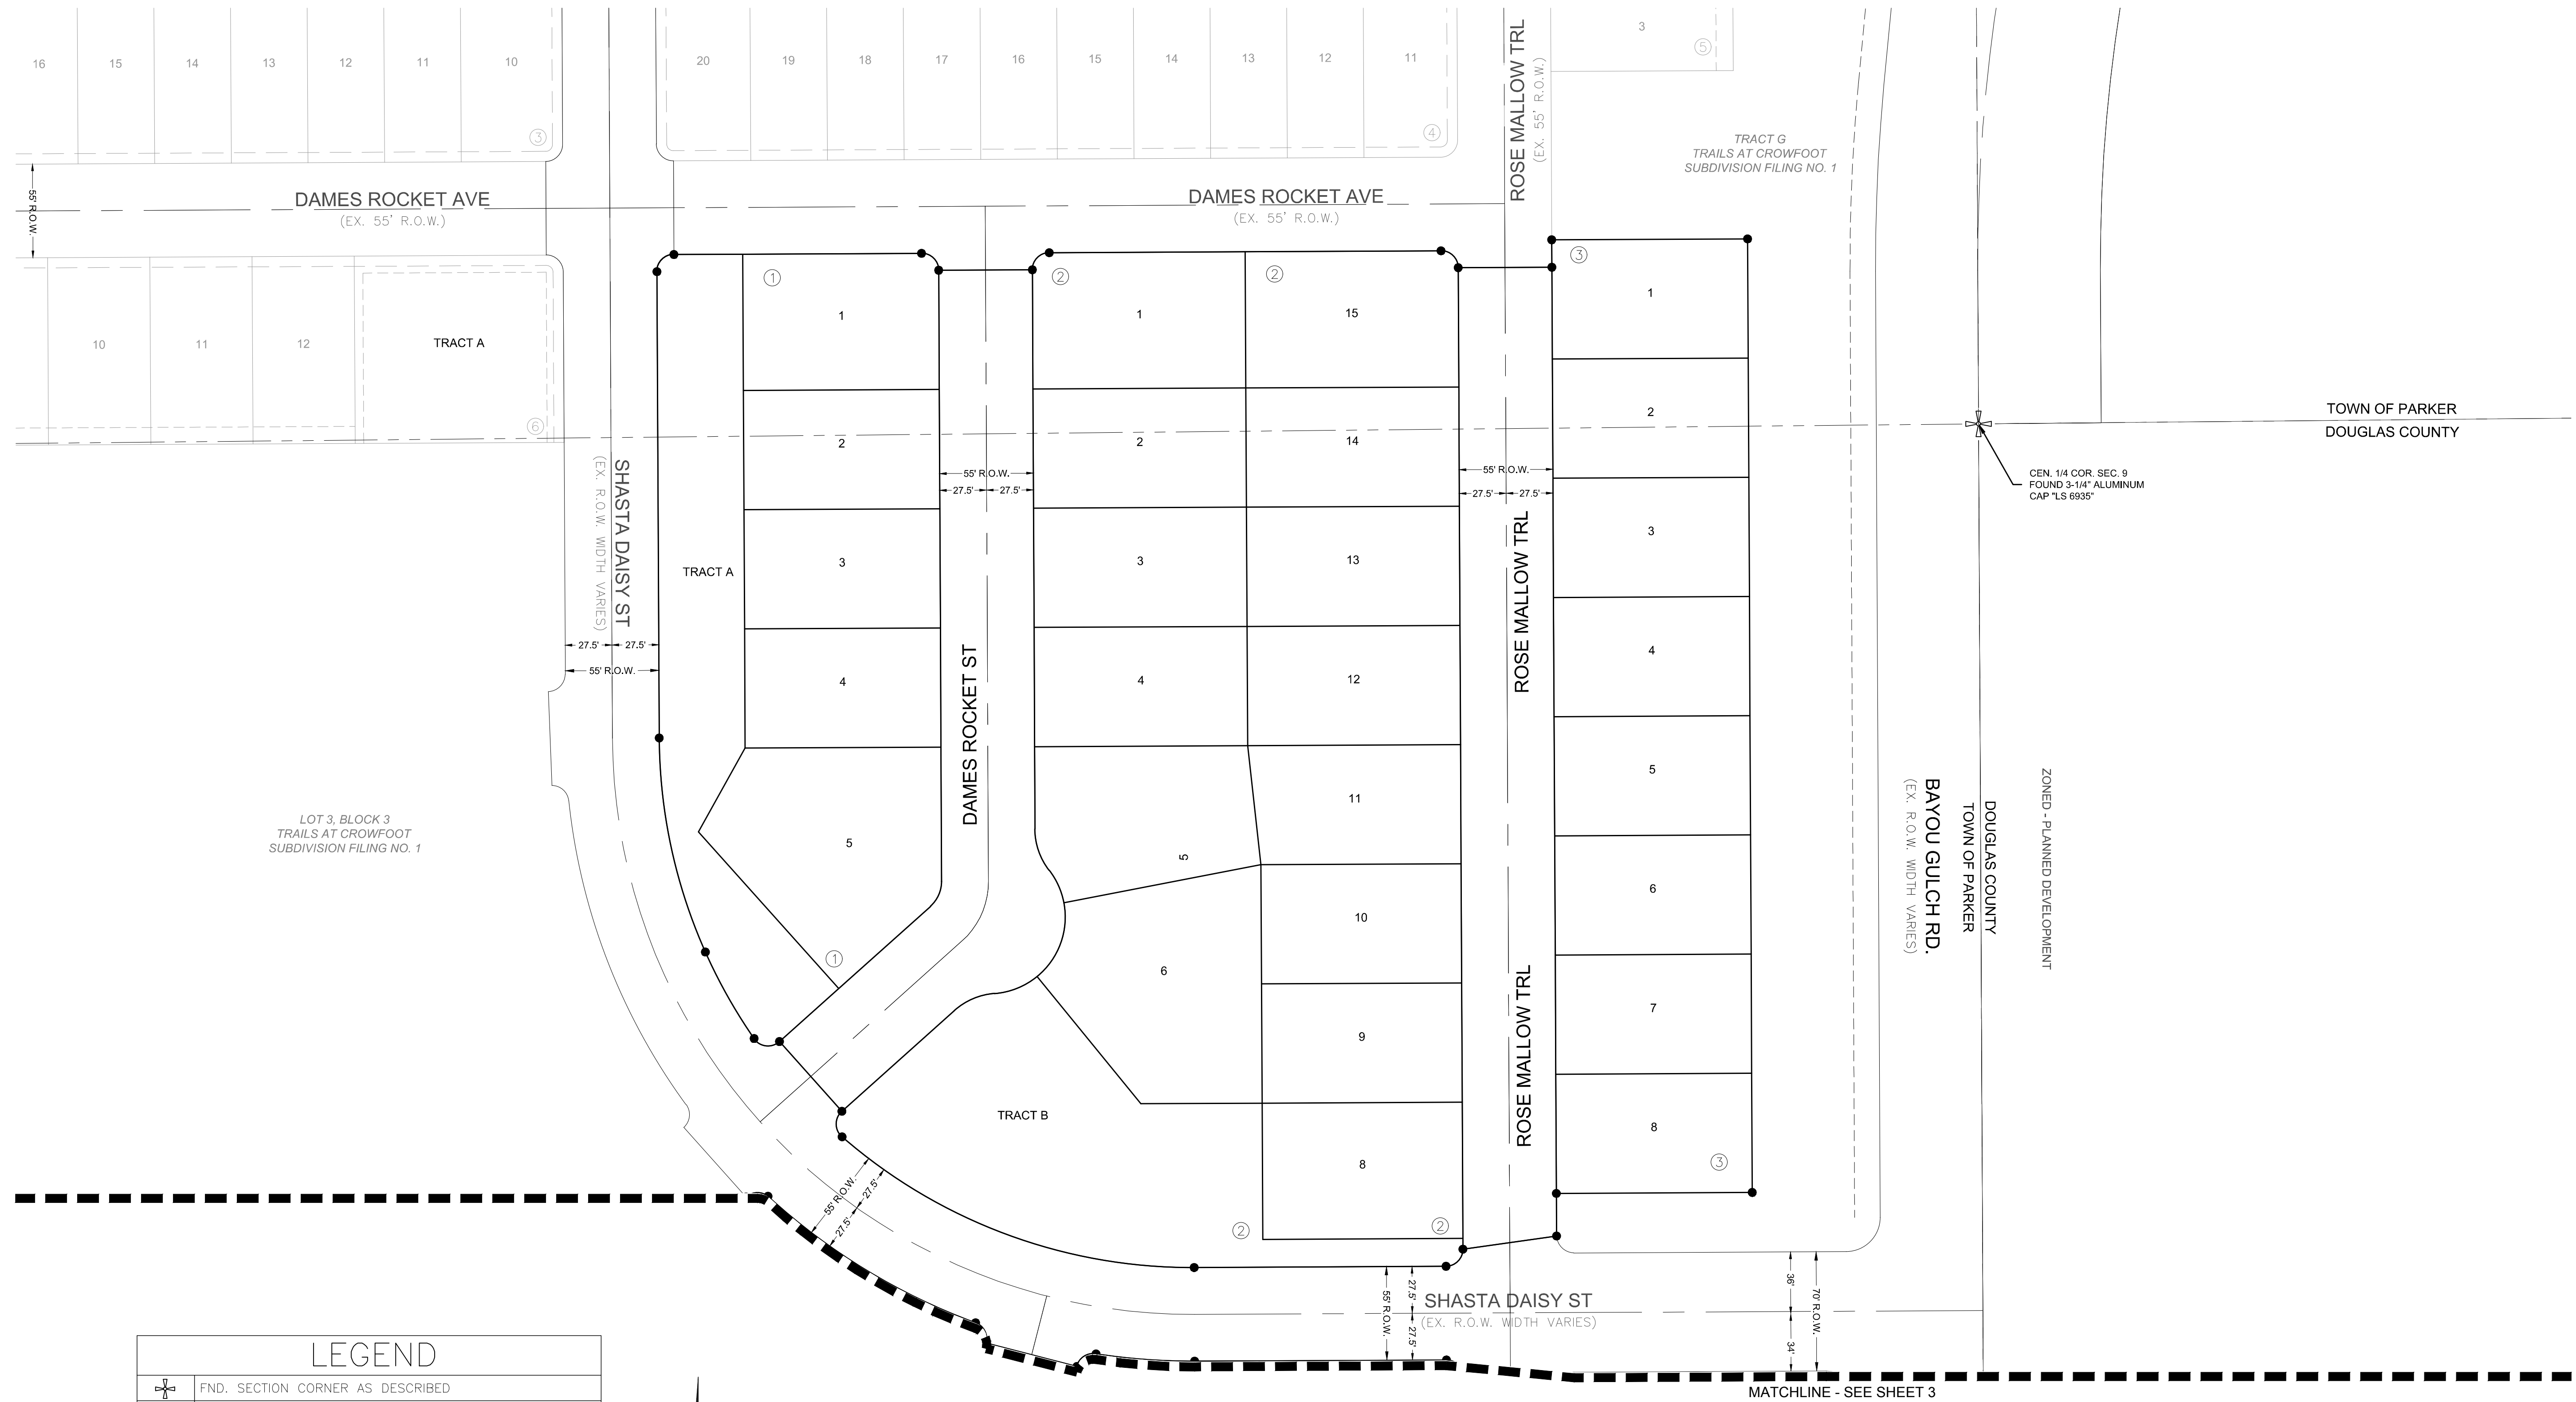 16
15
14
13
12
11
10
3
20
19
18
17
16
15
14
13
12
11
4
ROSE MALLOW TRL
(EX. 55' R.O.W.)
3
5
TRACT G
TRAILS AT CROWFOOT
SUBDIVISION FILING NO. 1
55' R.O.W.
DAMES ROCKET AVE
(EX. 55' R.O.W.)
DAMES ROCKET AVE
(EX. 55' R.O.W.)
10
11
12
TRACT A
6
SHASTA DAISY ST
(EX. R.O.W. WIDTH VARIES)
27.5'
27.5'
55' R.O.W.
TRACT A
1
1
2
3
4
5
1
55' R.O.W.
27.5'
27.5'
DAMES ROCKET ST
2
1
2
3
4
5
6
2
15
14
13
12
11
10
9
8
2
2
TRACT B
55' R.O.W.
27.5'
27.5'
ROSE MALLOW TRL
ROSE MALLOW TRL
3
1
2
3
4
5
6
7
8
3
TOWN OF PARKER
DOUGLAS COUNTY
CEN. 1/4 COR. SEC. 9
FOUND 3-1/4" ALUMINUM
CAP "LS 6935"
BAYOU GULCH RD.
(EX. R.O.W. WIDTH VARIES)
DOUGLAS COUNTY
TOWN OF PARKER
ZONED - PLANNED DEVELOPMENT
LOT 3, BLOCK 3
TRAILS AT CROWFOOT
SUBDIVISION FILING NO. 1
55' R.O.W.
27.5'
27.5'
55' R.O.W.
27.5'
27.5'
SHASTA DAISY ST
(EX. R.O.W. WIDTH VARIES)
36'
34'
70' R.O.W.
MATCHLINE - SEE SHEET 3
LEGEND
FND. SECTION CORNER AS DESCRIBED